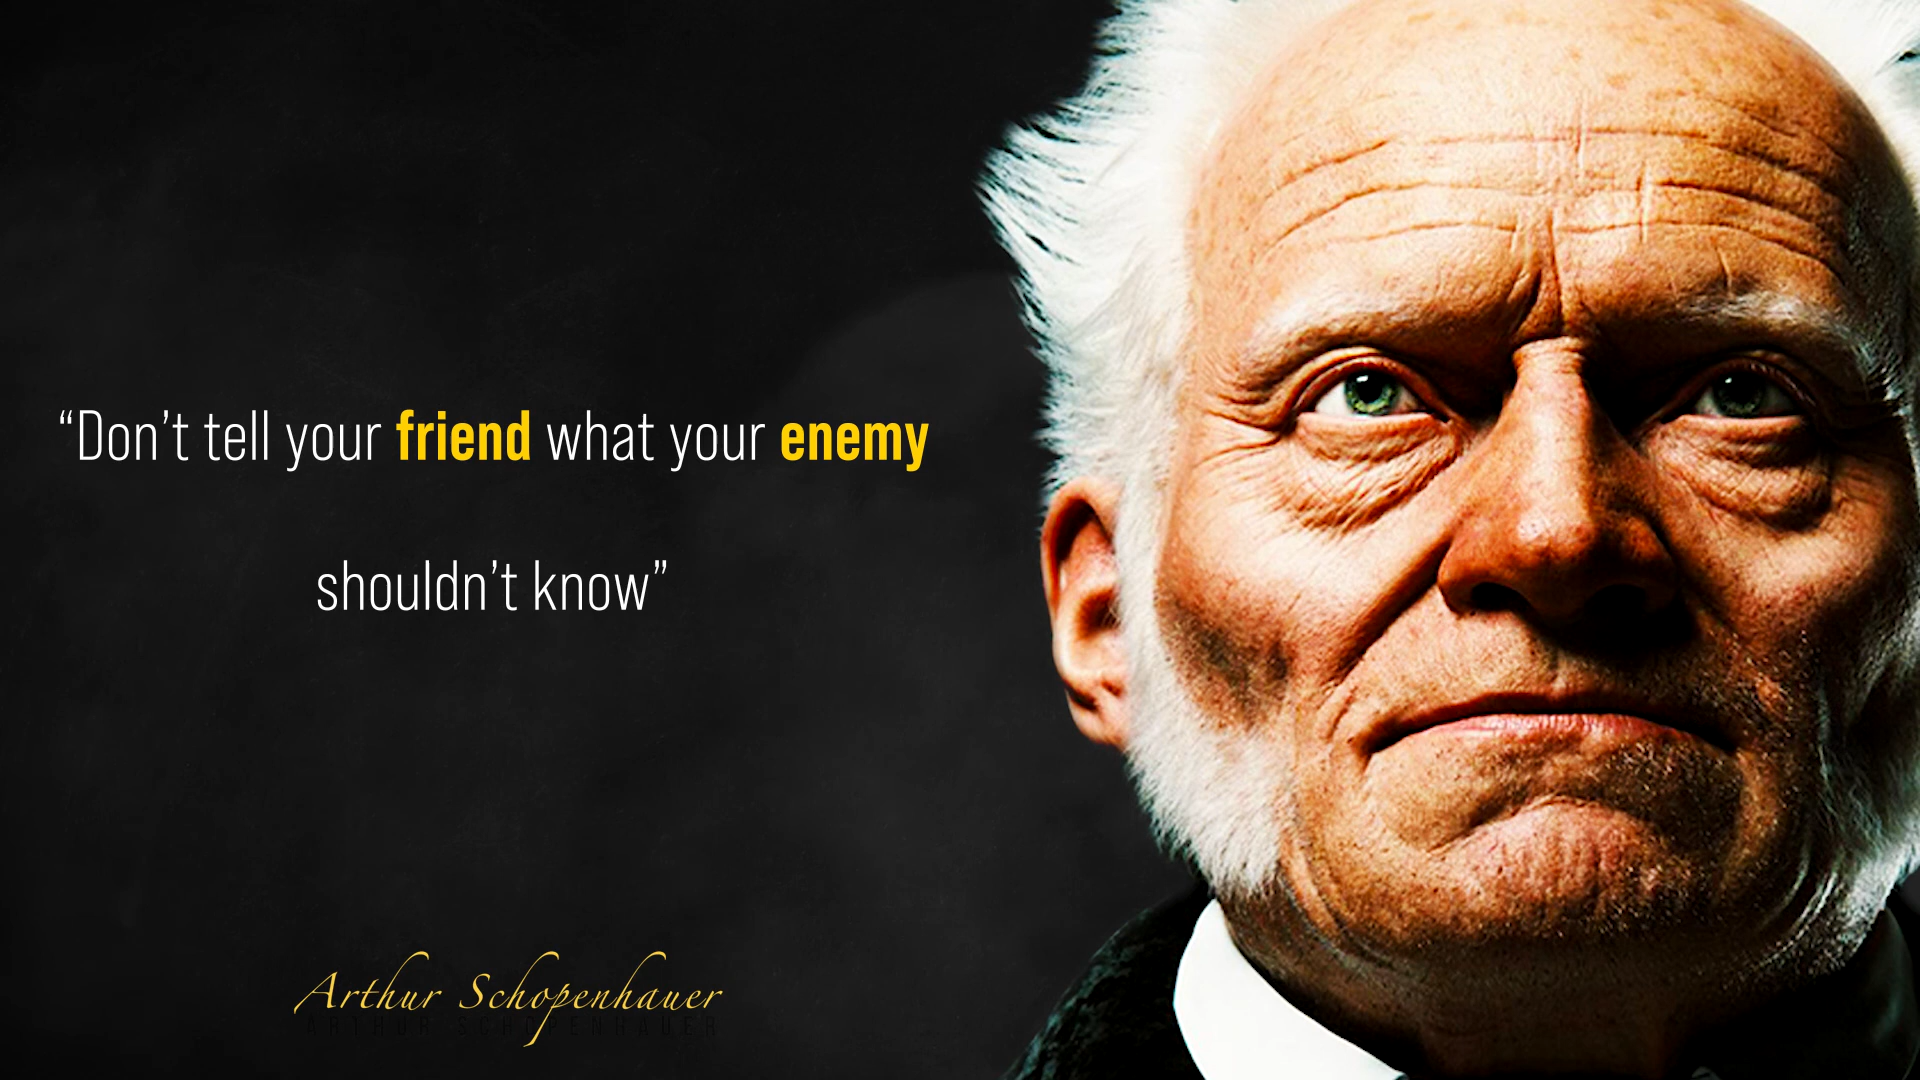 “Don’t tell your friend what your enemy
shouldn’t know”
Arthur Schopenhauer
ARTHUR SCHOPENHAUER